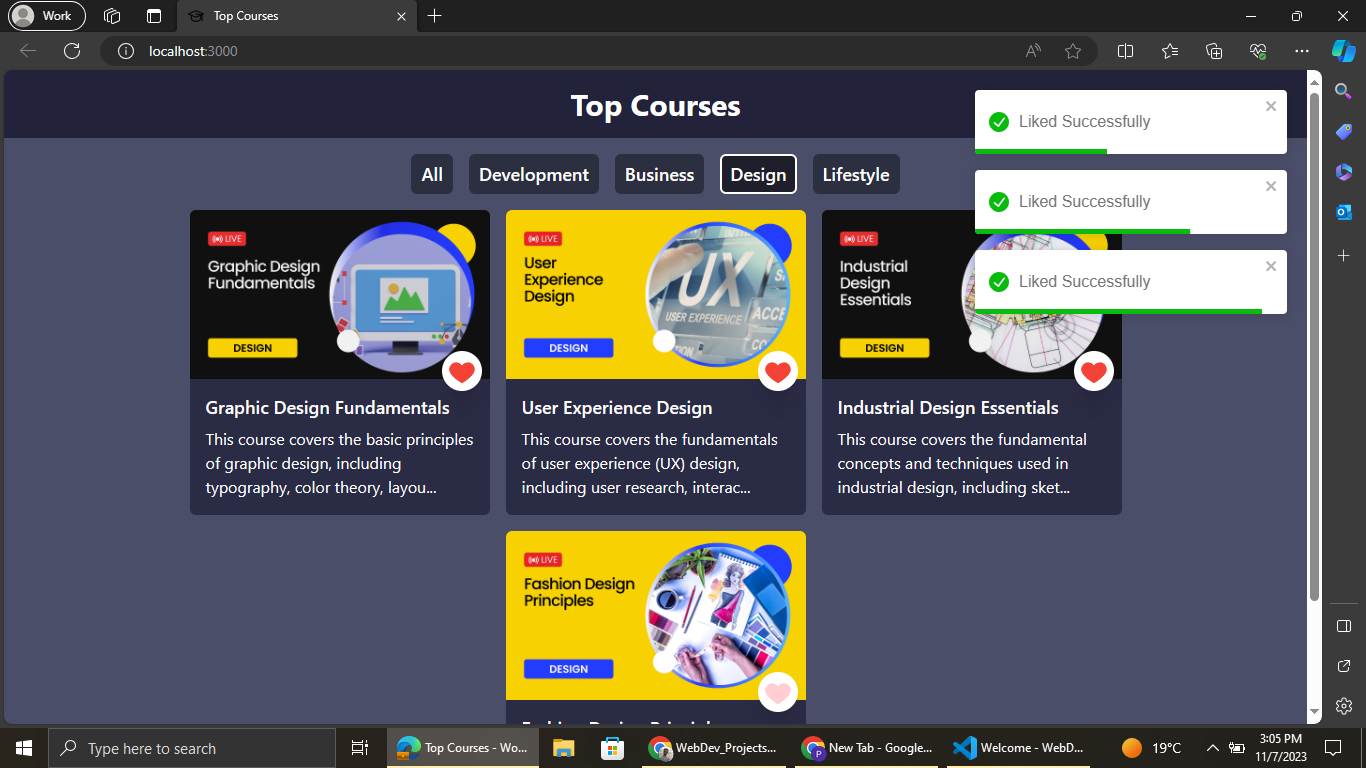 Work
Top Courses
localhost:3000
Top Courses
Liked Successfully
Liked Successfully
Liked Successfully
All
Development
Business
Design
Lifestyle
LIVE
Graphic Design
Fundamentals
DESIGN
Graphic Design Fundamentals
This course covers the basic principles
of graphic design, including
typography, color theory, layou...
LIVE
User
Experience
Design
UX
USER EXPERIENCE
ACCE
DESIGN
User Experience Design
This course covers the fundamentals
of user experience (UX) design,
including user research, interac...
LIVE
Industrial
Design
Essentials
DESIGN
Industrial Design Essentials
This course covers the fundamental
concepts and techniques used in
industrial design, including sket...
LIVE
Fashion Design
Principles
DESIGN
Type here to search
Top Courses - Wo...
WebDev_Projects...
New Tab - Google...
Welcome - WebD...
19°C
3:05 PM
11/7/2023